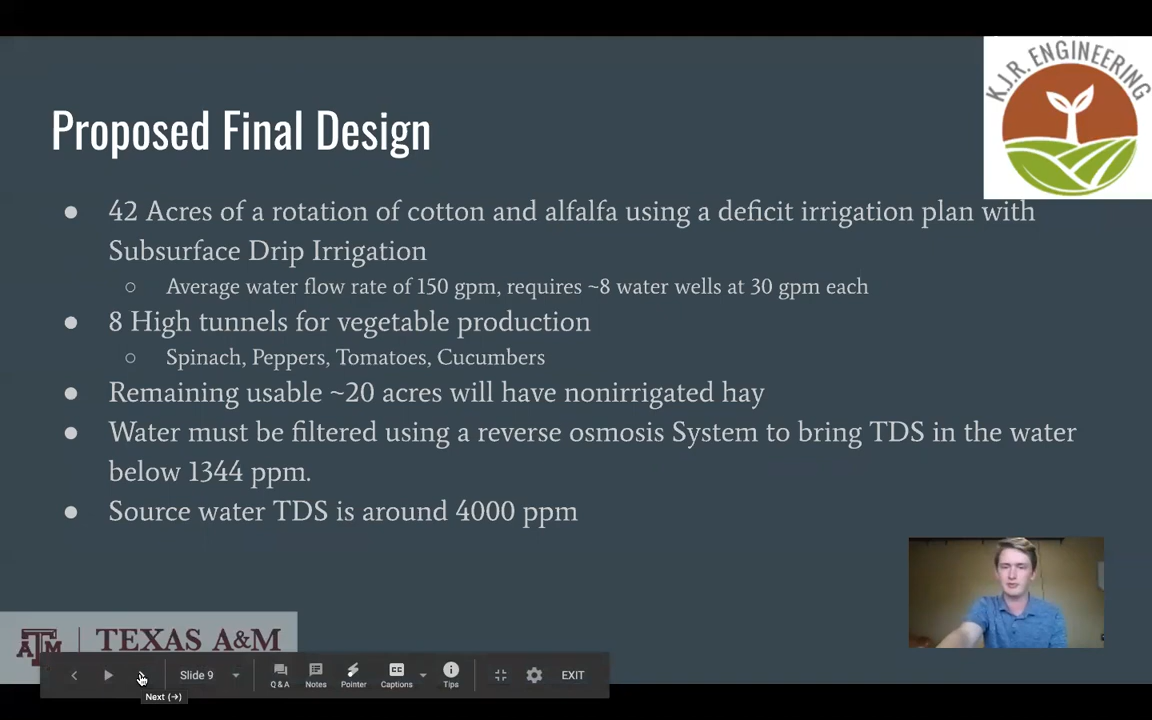 K.J.R. ENGINEERING
Proposed Final Design
● 42 Acres of a rotation of cotton and alfalfa using a deficit irrigation plan with
Subsurface Drip Irrigation
○ Average water flow rate of 150 gpm, requires ~8 water wells at 30 gpm each
● 8 High tunnels for vegetable production
○ Spinach, Peppers, Tomatoes, Cucumbers
● Remaining usable ~20 acres will have nonirrigated hay
● Water must be filtered using a reverse osmosis System to bring TDS in the water
below 1344 ppm.
● Source water TDS is around 4000 ppm
ATM TEXAS A&M
Slide 9
Q & A
Notes
Pointer
CC
Captions
Tips
EXIT
Next (→)